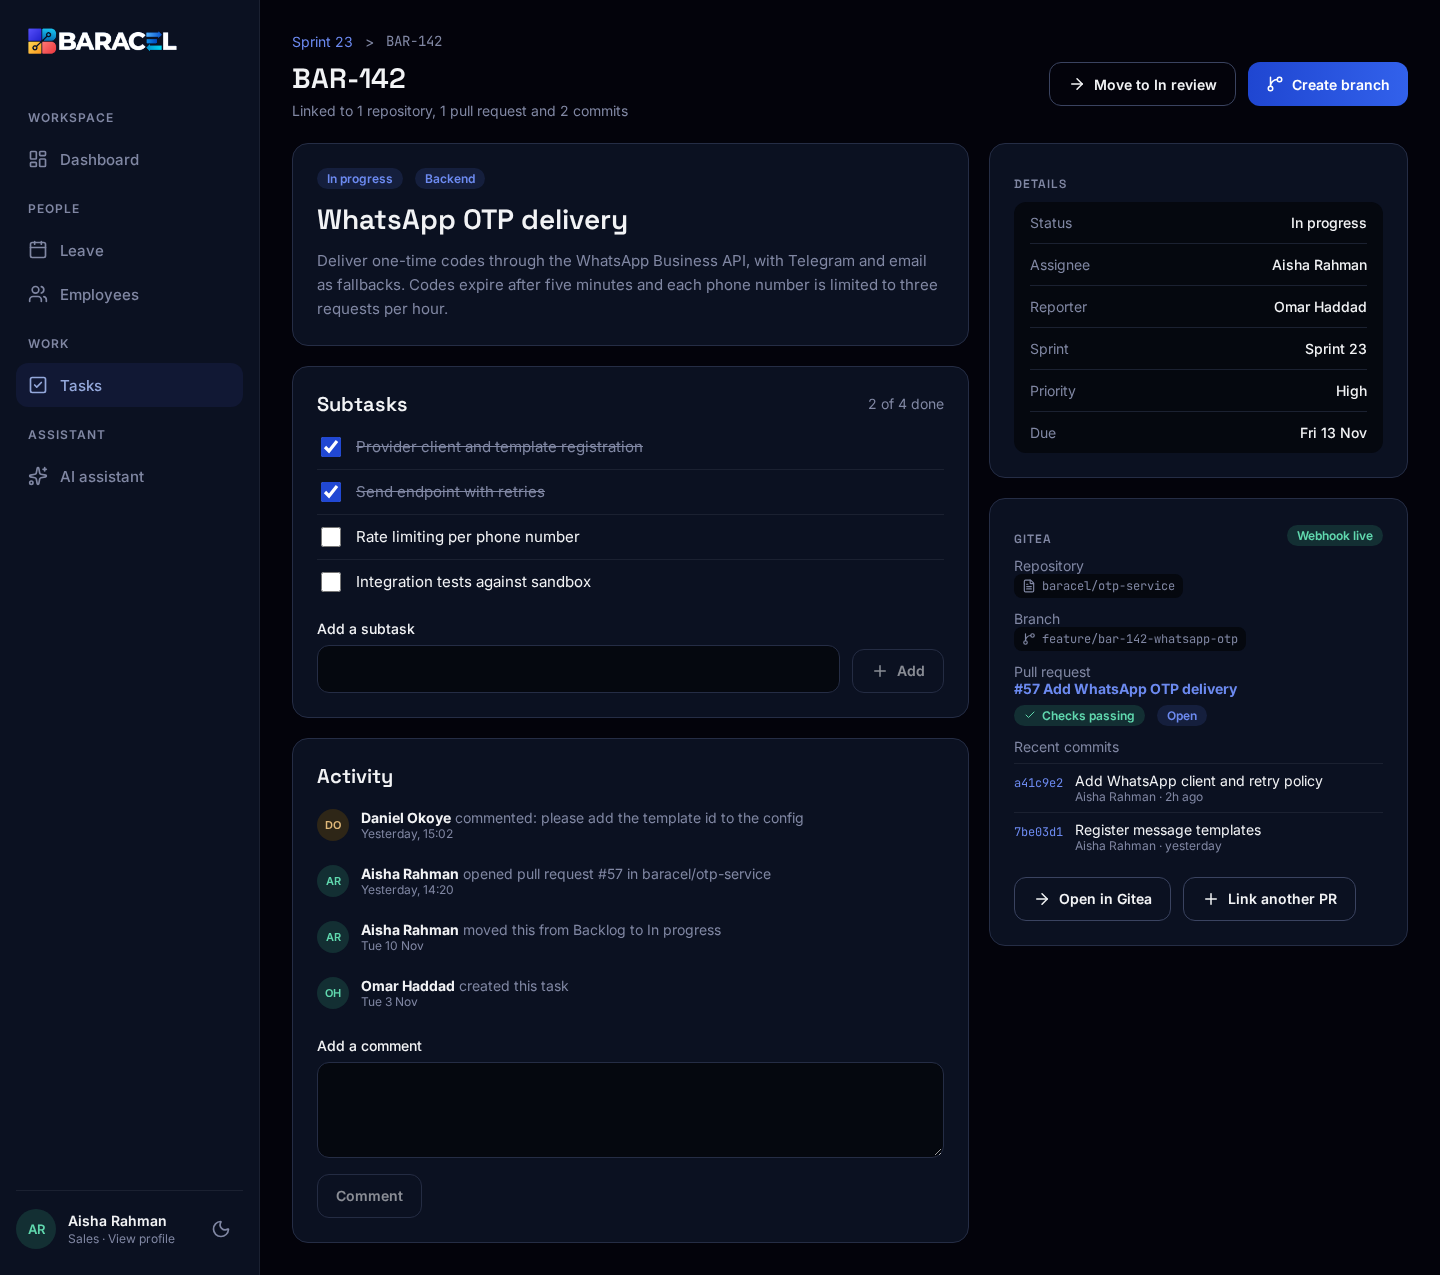 BARACEL
WORKSPACE
Dashboard
PEOPLE
Leave
Employees
WORK
Tasks
ASSISTANT
AI assistant
AR
Aisha Rahman
Sales · View profile
Sprint 23 > BAR-142
BAR-142
Linked to 1 repository, 1 pull request and 2 commits
Move to In review
Create branch
In progress
Backend
WhatsApp OTP delivery
Deliver one-time codes through the WhatsApp Business API, with Telegram and email
as fallbacks. Codes expire after five minutes and each phone number is limited to three
requests per hour.
Subtasks
2 of 4 done
Provider client and template registration
Send endpoint with retries
Rate limiting per phone number
Integration tests against sandbox
Add a subtask
Add
Activity
DO
Daniel Okoye commented: please add the template id to the config
Yesterday, 15:02
AR
Aisha Rahman opened pull request #57 in baracel/otp-service
Yesterday, 14:20
AR
Aisha Rahman moved this from Backlog to In progress
Tue 10 Nov
OH
Omar Haddad created this task
Tue 3 Nov
Add a comment
Comment
DETAILS
Status In progress
Assignee Aisha Rahman
Reporter Omar Haddad
Sprint Sprint 23
Priority High
Due Fri 13 Nov
GITEA
Webhook live
Repository
baracel/otp-service
Branch
feature/bar-142-whatsapp-otp
Pull request
#57 Add WhatsApp OTP delivery
Checks passing
Open
Recent commits
a41c9e2 Add WhatsApp client and retry policy
Aisha Rahman · 2h ago
7be03d1 Register message templates
Aisha Rahman · yesterday
Open in Gitea
Link another PR